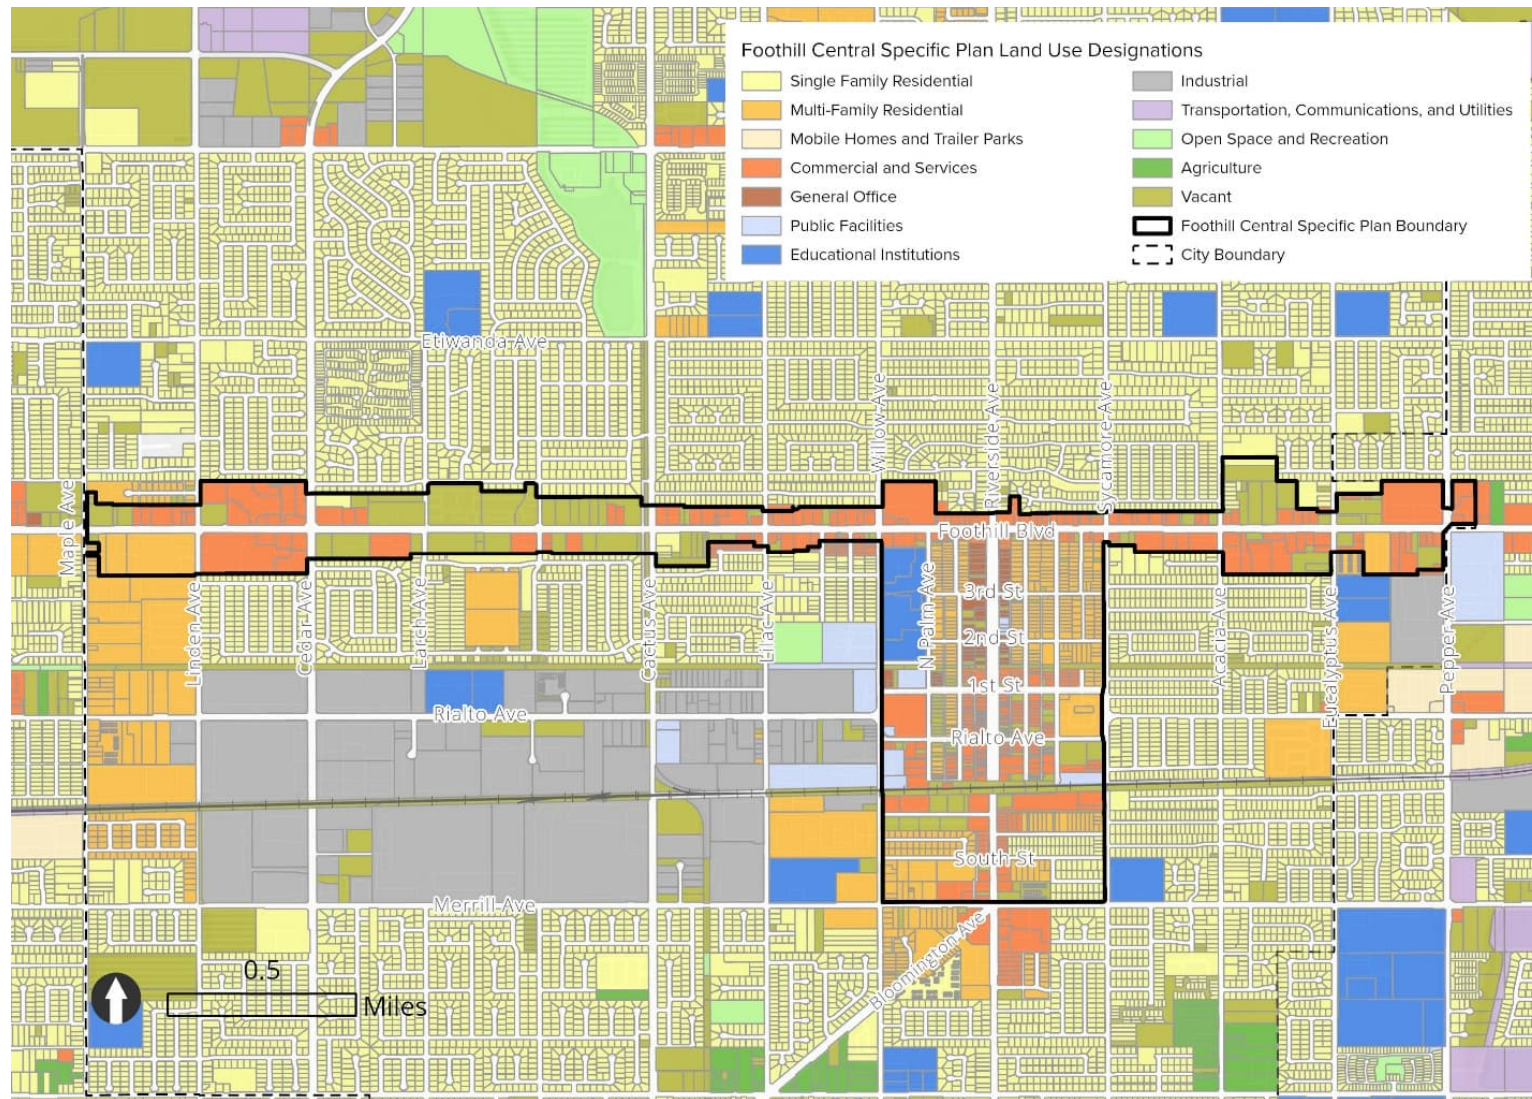 Foothill Central Specific Plan Land Use Designations
Single Family Residential
Multi-Family Residential
Mobile Homes and Trailer Parks
Commercial and Services
General Office
Public Facilities
Educational Institutions
Industrial
Transportation, Communications, and Utilities
Open Space and Recreation
Agriculture
Vacant
Foothill Central Specific Plan Boundary
City Boundary
Etiwanda Ave
Willow Ave
Riverside Ave
Sycamore Ave
Maple Ave
Foothill Blvd
Linden Ave
Cedar Ave
Larch Ave
Cactus Ave
Lilac Ave
N Palm Ave
3rd St
2nd St
1st St
Acacia Ave
Eucalyptus Ave
Pepper Ave
Rialto Ave
Rialto Ave
South St
Merrill Ave
Bloomington Ave
0.5
Miles